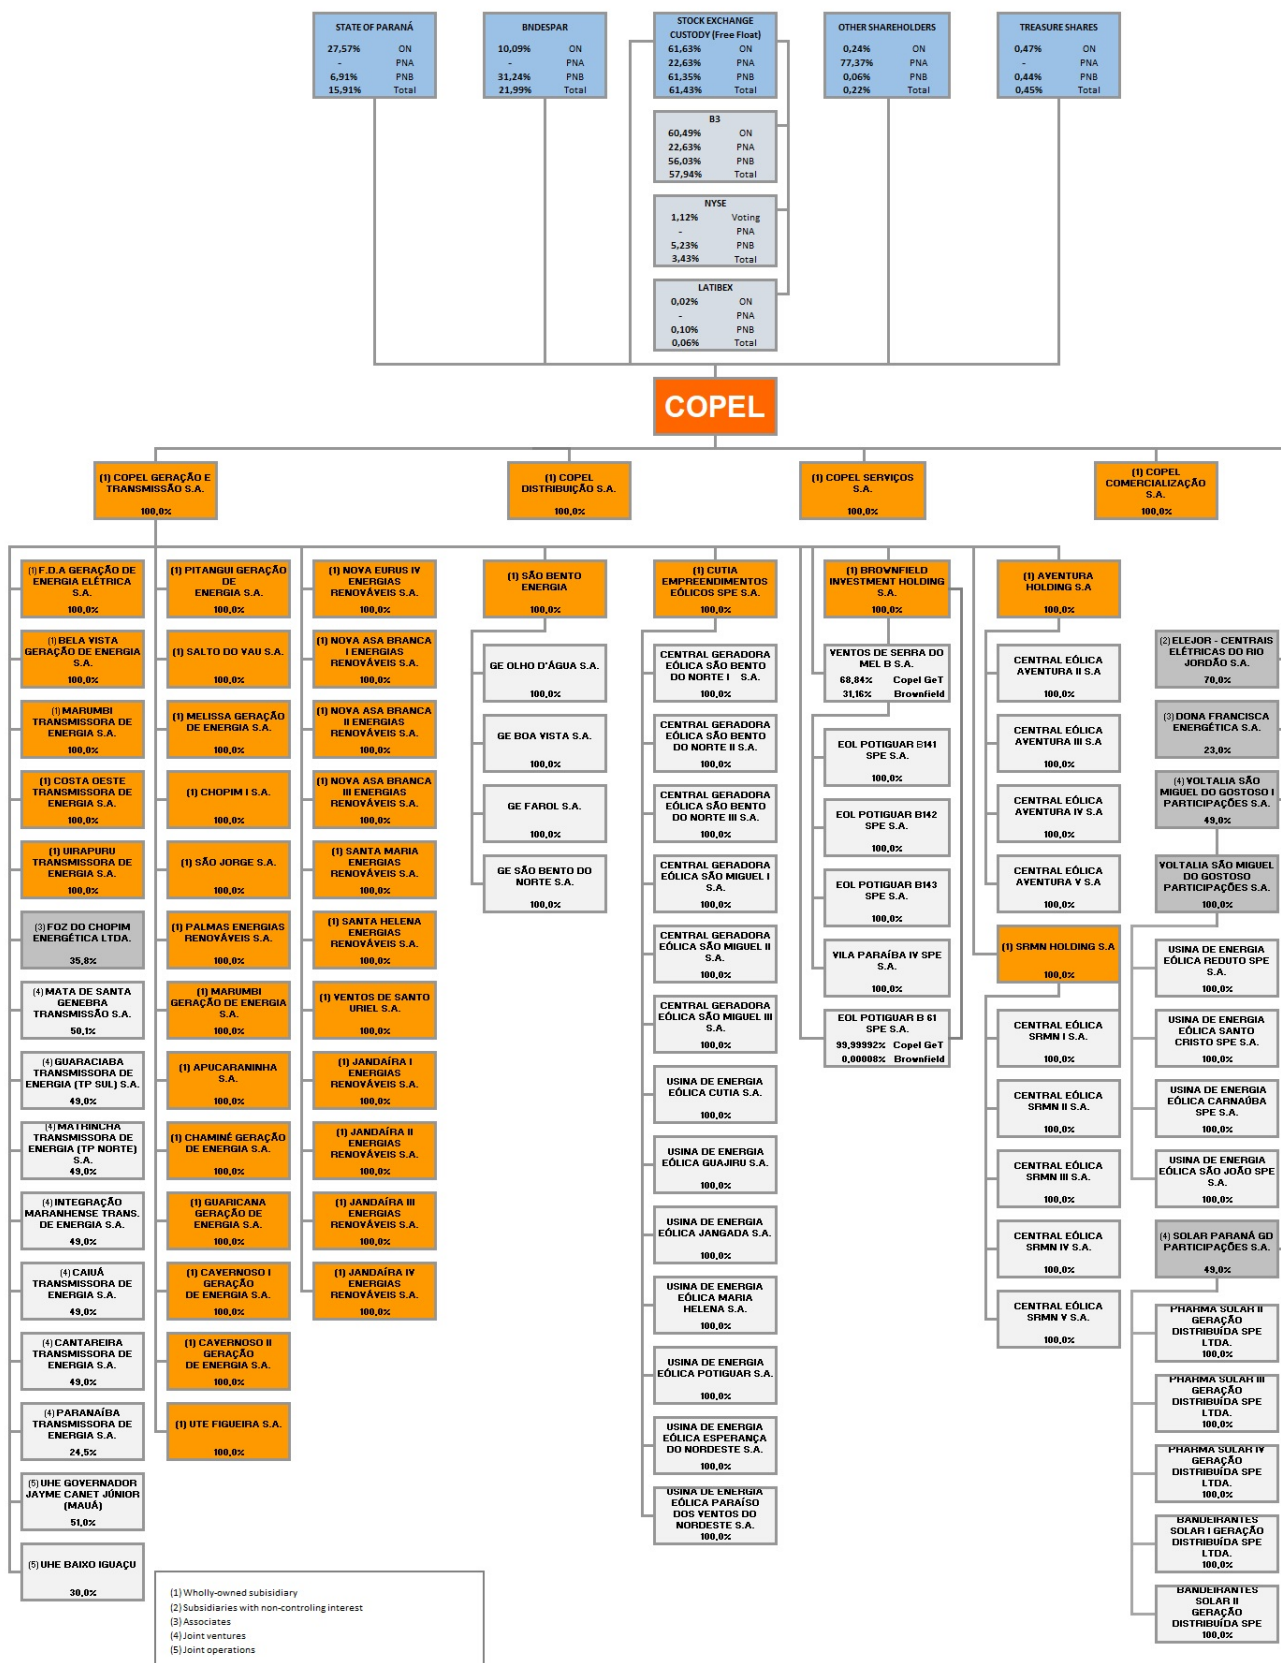 STATE OF PARANÁ
27,57% ON
- PNA
6,91% PNB
15,91% Total
BNDESPAR
10,09% ON
- PNA
31,24% PNB
21,99% Total
STOCK EXCHANGE
CUSTODY (Free Float)
61,63% ON
22,63% PNA
61,35% PNB
61,43% Total
OTHER SHAREHOLDERS
0,24% ON
77,37% PNA
0,06% PNB
0,22% Total
TREASURE SHARES
0,47% ON
- PNA
0,44% PNB
0,45% Total
B3
60,49% ON
22,63% PNA
56,03% PNB
57,94% Total
NYSE
1,12% Voting
- PNA
5,23% PNB
3,43% Total
LATIBEX
0,02% ON
- PNA
0,10% PNB
0,06% Total
COPEL
(1) COPEL GERAÇÃO E
TRANSMISSÃO S.A.
100,0%
(1) COPEL
DISTRIBUIÇÃO S.A.
100,0%
(1) COPEL SERVIÇOS
S.A.
100,0%
(1) COPEL
COMERCIALIZAÇÃO
S.A.
100,0%
(1) F.D.A GERAÇÃO DE
ENERGIA ELÉTRICA
S.A.
100,0%
(1) BELA VISTA
GERAÇÃO DE ENERGIA
S.A.
100,0%
(1) MARUMBI
TRANSMISSORA DE
ENERGIA S.A.
100,0%
(1) COSTA OESTE
TRANSMISSORA DE
ENERGIA S.A.
100,0%
(1) UIRAPURU
TRANSMISSORA DE
ENERGIA S.A.
100,0%
(3) FOZ DO CHOPIM
ENERGÉTICA LTDA.
35,8%
(4) MATA DE SANTA
GENEBRA
TRANSMISSÃO S.A.
50,1%
(4) GUARACIABA
TRANSMISSORA DE
ENERGIA (TP SUL) S.A.
49,0%
(4) MATRINCHA
TRANSMISSORA DE
ENERGIA (TP NORTE)
S.A.
49,0%
(4) INTEGRAÇÃO
MARANHENSE TRANS.
DE ENERGIA S.A.
49,0%
(4) CAIUÁ
TRANSMISSORA DE
ENERGIA S.A.
49,0%
(4) CANTAREIRA
TRANSMISSORA DE
ENERGIA S.A.
49,0%
(4) PARANAÍBA
TRANSMISSORA DE
ENERGIA S.A.
24,5%
(5) UHE GOVERNADOR
JAYME CANET JÚNIOR
(MAUÁ)
51,0%
(5) UHE BAIXO IGUAÇU
30,0%
(1) PITANGUI GERAÇÃO
DE
ENERGIA S.A.
100,0%
(1) SALTO DO VAU S.A.
100,0%
(1) MELISSA GERAÇÃO
DE ENERGIA S.A.
100,0%
(1) CHOPIM I S.A.
100,0%
(1) SÃO JORGE S.A.
100,0%
(1) PALMAS ENERGIAS
RENOVÁVEIS S.A.
100,0%
(1) MARUMBI
GERAÇÃO DE ENERGIA
S.A.
100,0%
(1) APUCARANINHA
S.A.
100,0%
(1) CHAMINÉ GERAÇÃO
DE ENERGIA S.A.
100,0%
(1) GUARICANA
GERAÇÃO DE
ENERGIA S.A.
100,0%
(1) CAVERNOSO I
GERAÇÃO
DE ENERGIA S.A.
100,0%
(1) CAVERNOSO II
GERAÇÃO
DE ENERGIA S.A.
100,0%
(1) UTE FIGUEIRA S.A.
100,0%
(1) NOVA EURUS IV
ENERGIAS
RENOVÁVEIS S.A.
100,0%
(1) NOVA ASA BRANCA
I ENERGIAS
RENOVÁVEIS S.A.
100,0%
(1) NOVA ASA BRANCA
II ENERGIAS
RENOVÁVEIS S.A.
100,0%
(1) NOVA ASA BRANCA
III ENERGIAS
RENOVÁVEIS S.A.
100,0%
(1) SANTA MARIA
ENERGIAS
RENOVÁVEIS S.A.
100,0%
(1) SANTA HELENA
ENERGIAS
RENOVÁVEIS S.A.
100,0%
(1) VENTOS DE SANTO
URIEL S.A.
100,0%
(1) JANDAÍRA I
ENERGIAS
RENOVÁVEIS S.A.
100,0%
(1) JANDAÍRA II
ENERGIAS
RENOVÁVEIS S.A.
100,0%
(1) JANDAÍRA III
ENERGIAS
RENOVÁVEIS S.A.
100,0%
(1) JANDAÍRA IV
ENERGIAS
RENOVÁVEIS S.A.
100,0%
(1) SÃO BENTO
ENERGIA
100,0%
GE OLHO D'ÁGUA S.A.
100,0%
GE BOA VISTA S.A.
100,0%
GE FAROL S.A.
100,0%
GE SÃO BENTO DO
NORTE S.A.
100,0%
(1) CUTIA
EMPREENDIMENTOS
EÓLICOS SPE S.A.
100,0%
CENTRAL GERADORA
EÓLICA SÃO BENTO
DO NORTE I S.A.
100,0%
CENTRAL GERADORA
EÓLICA SÃO BENTO
DO NORTE II S.A.
100,0%
CENTRAL GERADORA
EÓLICA SÃO BENTO
DO NORTE III S.A.
100,0%
CENTRAL GERADORA
EÓLICA SÃO MIGUEL I
S.A.
100,0%
CENTRAL GERADORA
EÓLICA SÃO MIGUEL II
S.A.
100,0%
CENTRAL GERADORA
EÓLICA SÃO MIGUEL III
S.A.
100,0%
USINA DE ENERGIA
EÓLICA CUTIA S.A.
100,0%
USINA DE ENERGIA
EÓLICA GUAJIRU S.A.
100,0%
USINA DE ENERGIA
EÓLICA JANGADA S.A.
100,0%
USINA DE ENERGIA
EÓLICA MARIA
HELENA S.A.
100,0%
USINA DE ENERGIA
EÓLICA POTIGUAR S.A.
100,0%
USINA DE ENERGIA
EÓLICA ESPERANÇA
DO NORDESTE S.A.
100,0%
USINA DE ENERGIA
EÓLICA PARAÍSO
DOS VENTOS DO
NORDESTE S.A.
100,0%
(1) BROWNFIELD
INVESTMENT HOLDING
S.A.
100,0%
VENTOS DE SERRA DO
MEL B S.A.
68,84% Copel GeT
31,16% Brownfield
EOL POTIGUAR B141
SPE S.A.
100,0%
EOL POTIGUAR B142
SPE S.A.
100,0%
EOL POTIGUAR B143
SPE S.A.
100,0%
VILA PARAÍBA IV SPE
S.A.
100,0%
EOL POTIGUAR B 61
SPE S.A.
99,99992% Copel GeT
0,00008% Brownfield
(1) AVENTURA
HOLDING S.A
100,0%
CENTRAL EÓLICA
AVENTURA II S.A
100,0%
CENTRAL EÓLICA
AVENTURA III S.A
100,0%
CENTRAL EÓLICA
AVENTURA IV S.A
100,0%
CENTRAL EÓLICA
AVENTURA V S.A
100,0%
(1) SRMN HOLDING S.A
100,0%
CENTRAL EÓLICA
SRMN I S.A.
100,0%
CENTRAL EÓLICA
SRMN II S.A.
100,0%
CENTRAL EÓLICA
SRMN III S.A.
100,0%
CENTRAL EÓLICA
SRMN IV S.A.
100,0%
CENTRAL EÓLICA
SRMN V S.A.
100,0%
(2) ELEJOR - CENTRAIS
ELÉTRICAS DO RIO
JORDÃO S.A.
70,0%
(3) DONA FRANCISCA
ENERGÉTICA S.A.
23,0%
(4) VOLTALIA SÃO
MIGUEL DO GOSTOSO I
PARTICIPAÇÕES S.A.
49,0%
VOLTALIA SÃO MIGUEL
DO GOSTOSO
PARTICIPAÇÕES S.A.
100,0%
USINA DE ENERGIA
EÓLICA REDUTO SPE
S.A.
100,0%
USINA DE ENERGIA
EÓLICA SANTO
CRISTO SPE S.A.
100,0%
USINA DE ENERGIA
EÓLICA CARNAÚBA
SPE S.A.
100,0%
USINA DE ENERGIA
EÓLICA SÃO JOÃO SPE
S.A.
100,0%
(4) SOLAR PARANÁ GD
PARTICIPAÇÕES S.A.
49,0%
PHARMA SOLAR II
GERAÇÃO
DISTRIBUÍDA SPE
LTDA.
100,0%
PHARMA SOLAR III
GERAÇÃO
DISTRIBUÍDA SPE
LTDA.
100,0%
PHARMA SOLAR IV
GERAÇÃO
DISTRIBUÍDA SPE
LTDA.
100,0%
BANDEIRANTES
SOLAR I GERAÇÃO
DISTRIBUÍDA SPE
LTDA.
100,0%
BANDEIRANTES
SOLAR II
GERAÇÃO
DISTRIBUÍDA SPE
100,0%
(1) Wholly-owned subisidiary
(2) Subsidiaries with non-controling interest
(3) Associates
(4) Joint ventures
(5) Joint operations